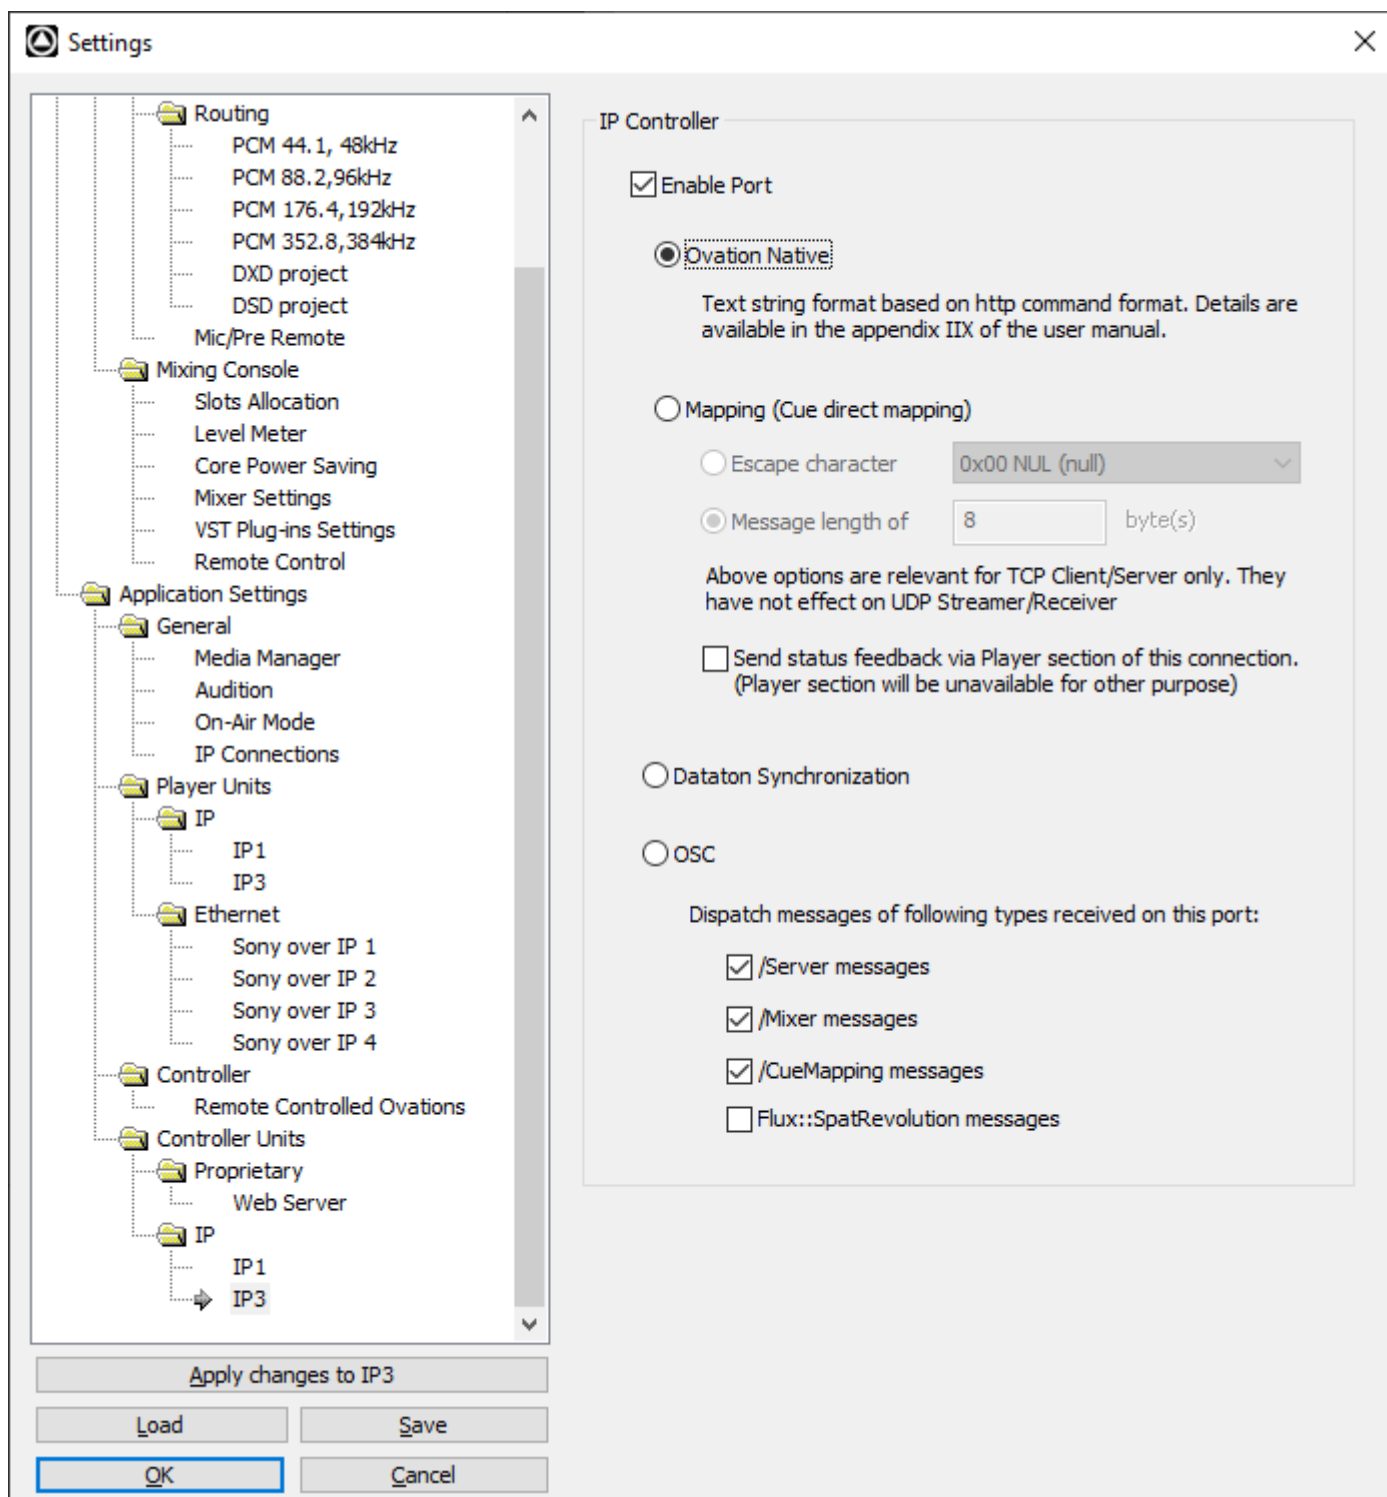 Settings
Routing
PCM 44.1, 48kHz
PCM 88.2,96kHz
PCM 176.4,192kHz
PCM 352.8,384kHz
DXD project
DSD project
Mic/Pre Remote
Mixing Console
Slots Allocation
Level Meter
Core Power Saving
Mixer Settings
VST Plug-ins Settings
Remote Control
Application Settings
General
Media Manager
Audition
On-Air Mode
IP Connections
Player Units
IP
IP1
IP3
Ethernet
Sony over IP 1
Sony over IP 2
Sony over IP 3
Sony over IP 4
Controller
Remote Controlled Ovations
Controller Units
Proprietary
Web Server
IP
IP1
IP3
Apply changes to IP3
Load
Save
OK
Cancel
IP Controller
Enable Port
Ovation Native
Text string format based on http command format. Details are
available in the appendix IIX of the user manual.
Mapping (Cue direct mapping)
Escape character
0x00 NUL (null)
Message length of
8
byte(s)
Above options are relevant for TCP Client/Server only. They
have not effect on UDP Streamer/Receiver
Send status feedback via Player section of this connection.
(Player section will be unavailable for other purpose)
Dataton Synchronization
OSC
Dispatch messages of following types received on this port:
/Server messages
/Mixer messages
/CueMapping messages
Flux::SpatRevolution messages